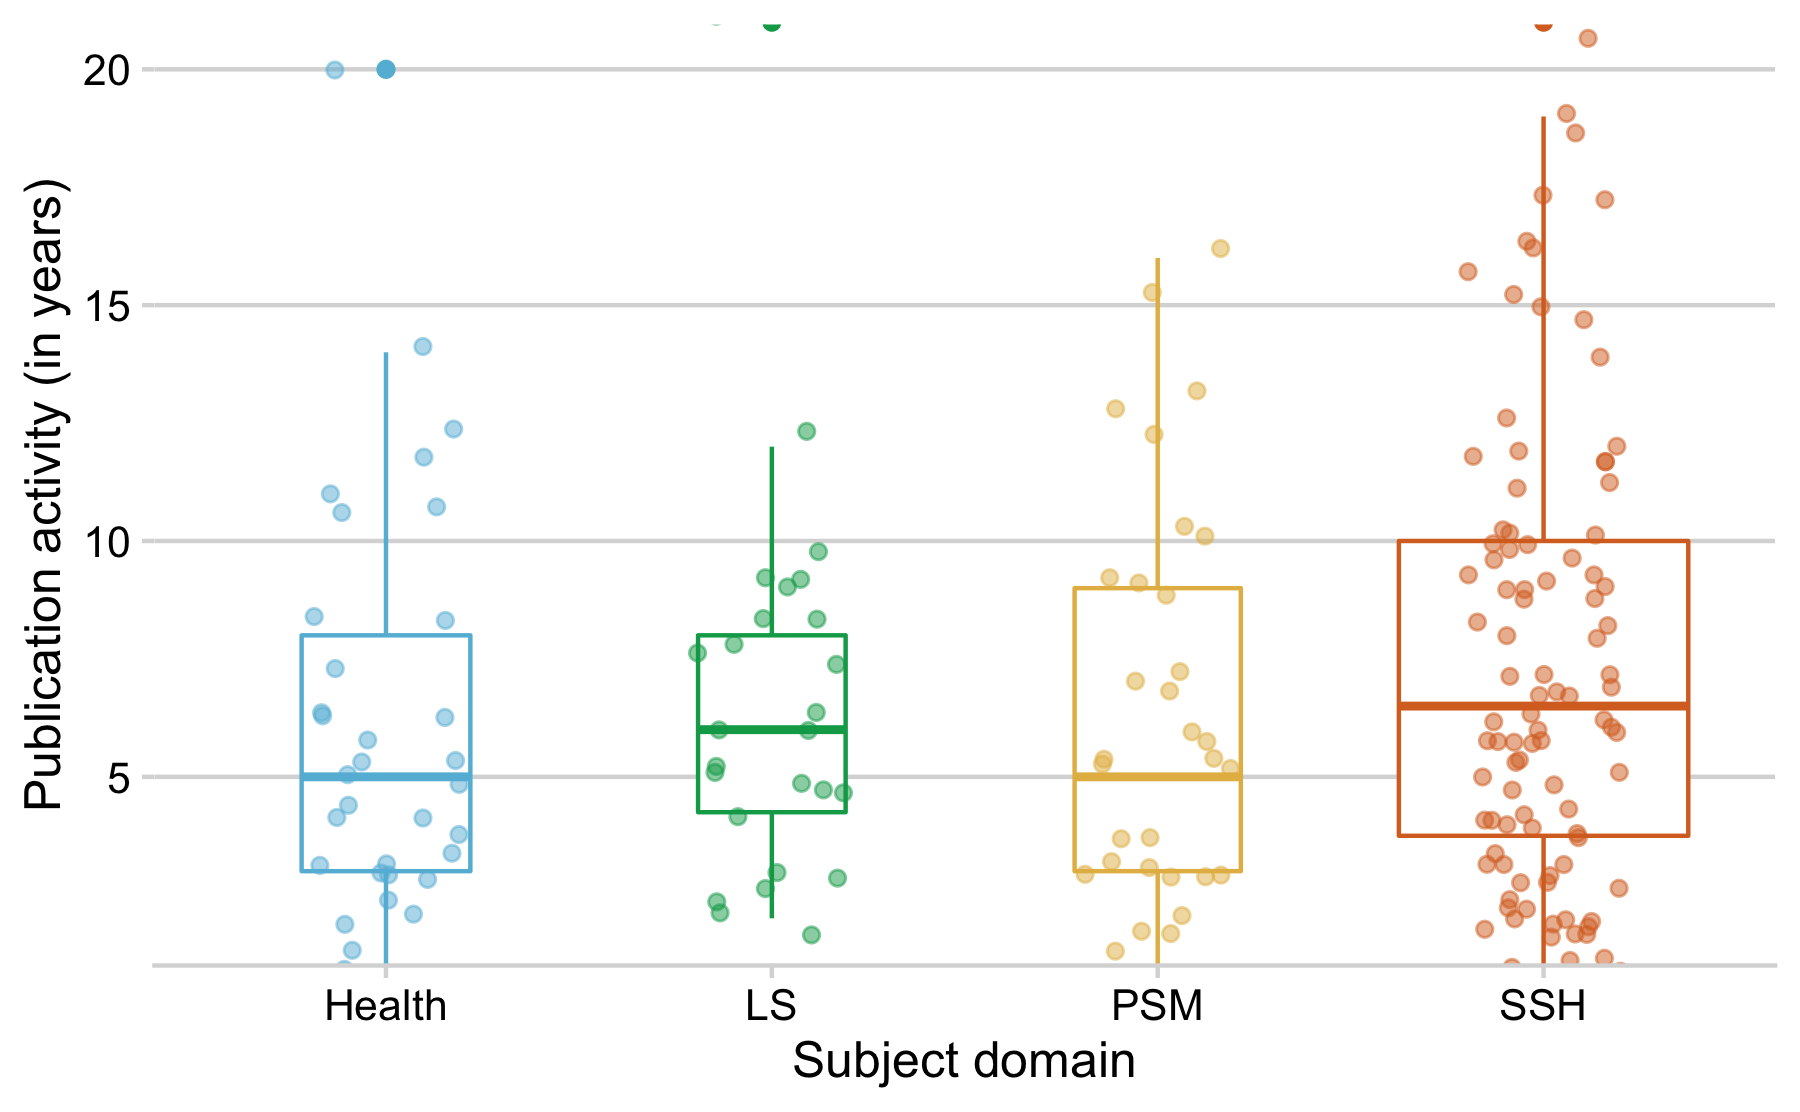 Publication activity (in years)
20
15
10
5
Health
LS
PSM
SSH
Subject domain